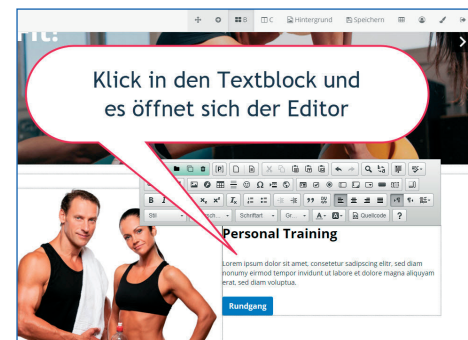 B C Hintergrund Speichern
Fit!
Klick in den Textblock und
es öffnet sich der Editor
Stil Schriftart Gr... A A Quellcode ?
Personal Training
Lorem ipsum dolor sit amet, consetetur sadipscing elitr, sed diam
nonumy eirmod tempor invidunt ut labore et dolore magna aliquyam
erat, sed diam voluptua.
Rundgang